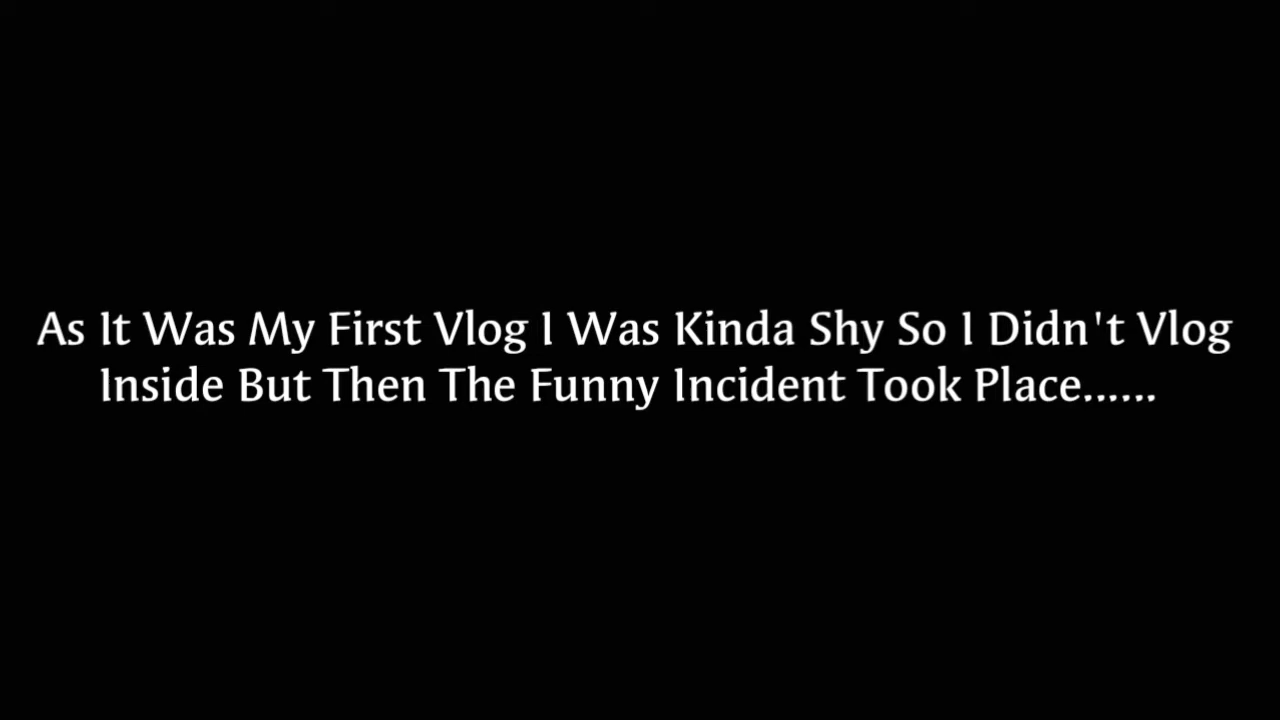 As It Was My First Vlog I Was Kinda Shy So I Didn't Vlog
Inside But Then The Funny Incident Took Place......